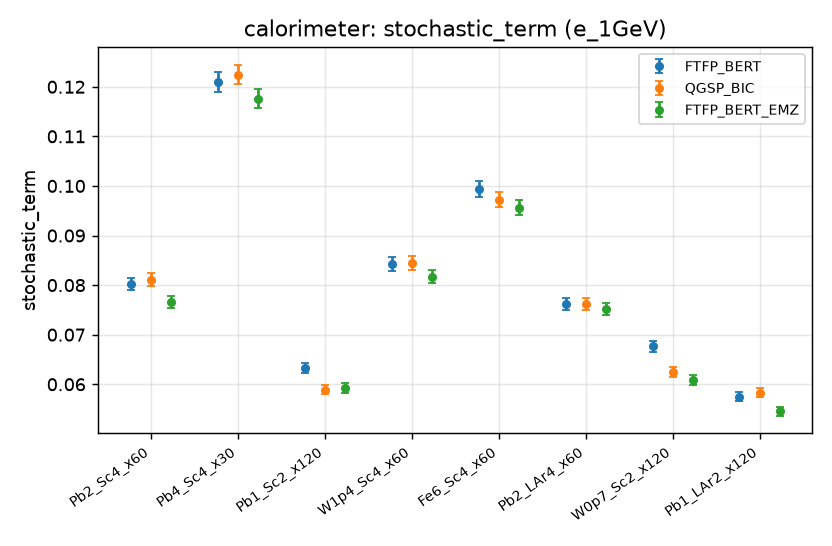 calorimeter: stochastic_term (e_1GeV)
FTFP_BERT
QGSP_BIC
FTFP_BERT_EMZ
stochastic_term
0.12
0.11
0.10
0.09
0.08
0.07
0.06
Pb2_Sc4_x60
Pb4_Sc4_x30
Pb1_Sc2_x120
W1p4_Sc4_x60
Fe6_Sc4_x60
Pb2_LAr4_x60
W0p7_Sc2_x120
Pb1_LAr2_x120